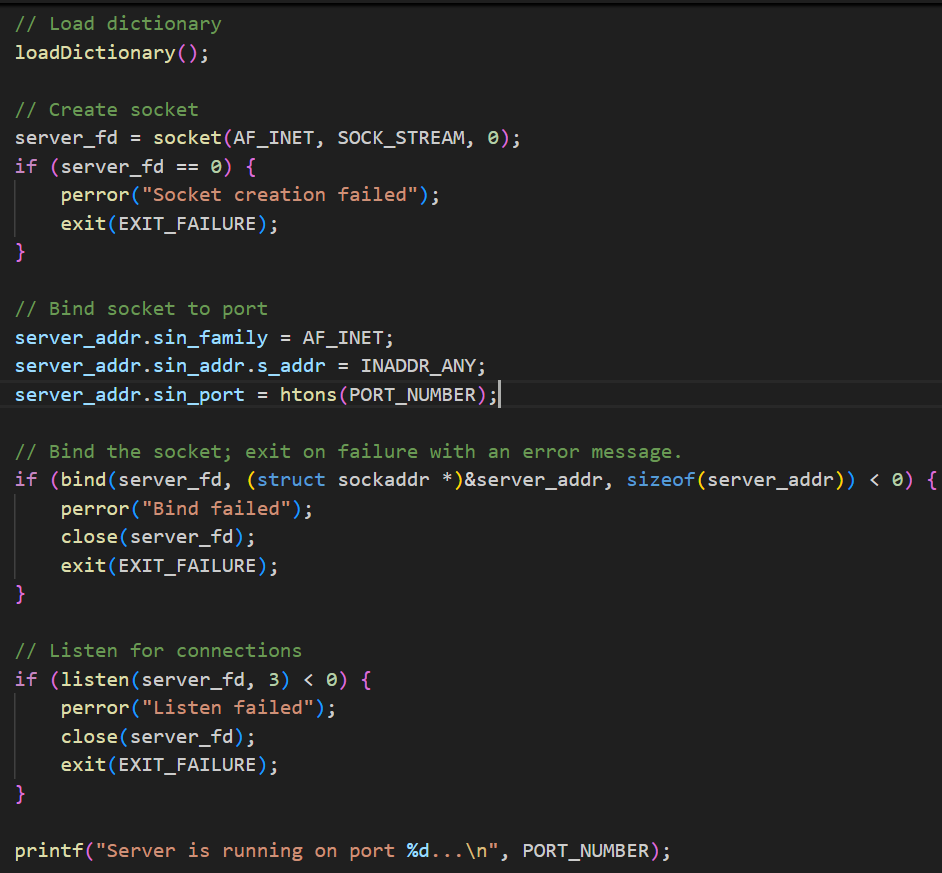 // Load dictionary
loadDictionary();
// Create socket
server_fd = socket(AF_INET, SOCK_STREAM, 0);
if (server_fd == 0) {
    perror("Socket creation failed");
    exit(EXIT_FAILURE);
}
// Bind socket to port
server_addr.sin_family = AF_INET;
server_addr.sin_addr.s_addr = INADDR_ANY;
server_addr.sin_port = htons(PORT_NUMBER);
// Bind the socket; exit on failure with an error message.
if (bind(server_fd, (struct sockaddr *)&server_addr, sizeof(server_addr)) < 0) {
    perror("Bind failed");
    close(server_fd);
    exit(EXIT_FAILURE);
}
// Listen for connections
if (listen(server_fd, 3) < 0) {
    perror("Listen failed");
    close(server_fd);
    exit(EXIT_FAILURE);
}
printf("Server is running on port %d...\n", PORT_NUMBER);